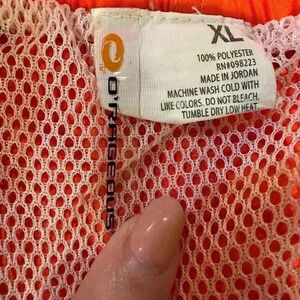 XL
100% POLYESTER
RN#098223
MADE IN JORDAN
MACHINE WASH COLD WITH
LIKE COLORS. DO NOT BLEACH.
TUMBLE DRY LOW HEAT.
O'RAGEOUS